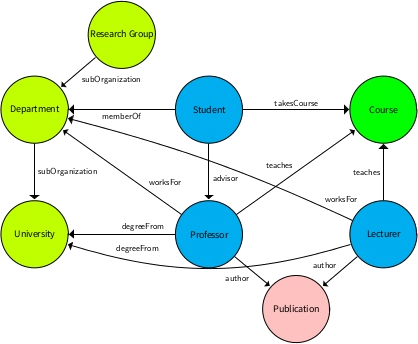 Research Group
subOrganization
Department
Student
takesCourse
Course
memberOf
teaches
subOrganization
advisor
teaches
worksFor
worksFor
degreeFrom
University
Professor
Lecturer
degreeFrom
author
author
Publication